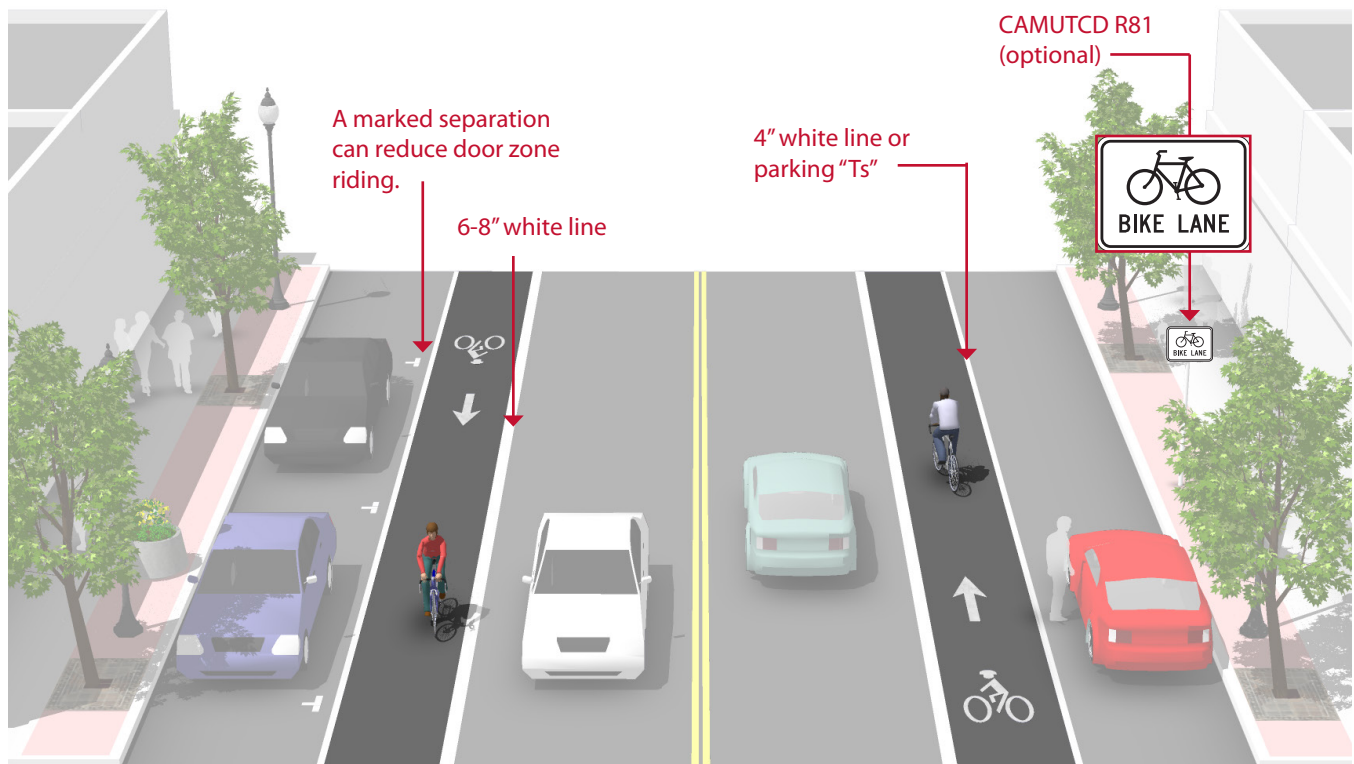 CAMUTCD R81
(optional)
A marked separation
can reduce door zone
riding.
4” white line or
parking “Ts”
6-8” white line
BIKE LANE
BIKE LANE